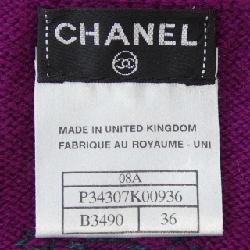 CHANEL
MADE IN UNITED KINGDOM
FABRIQUE AU ROYAUME - UNI
08A
P34307K00936
B3490 36